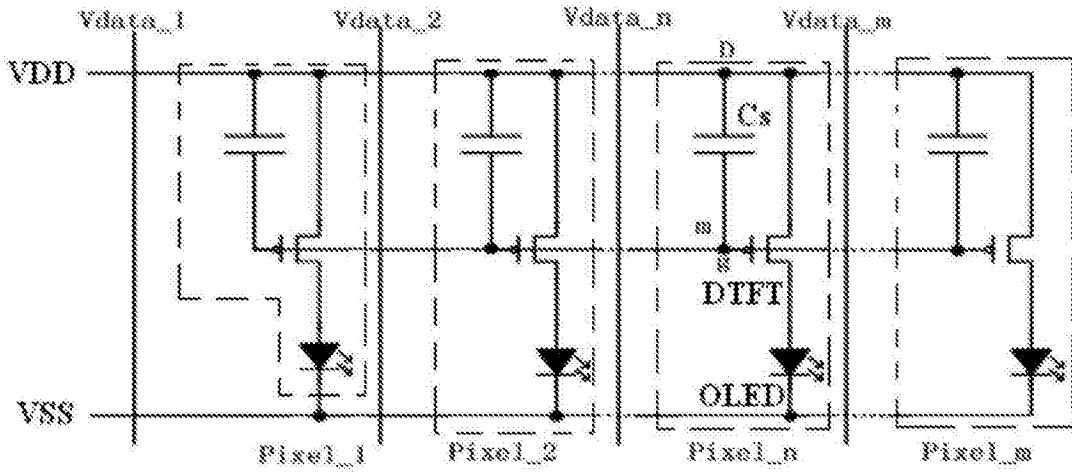 Vdata_1 Vdata_2 Vdata_n Vdata_m
D
VDD
Cs
m
DTFT
OLED
VSS
Pixel_1 Pixel_2 Pixel_n Pixel_m